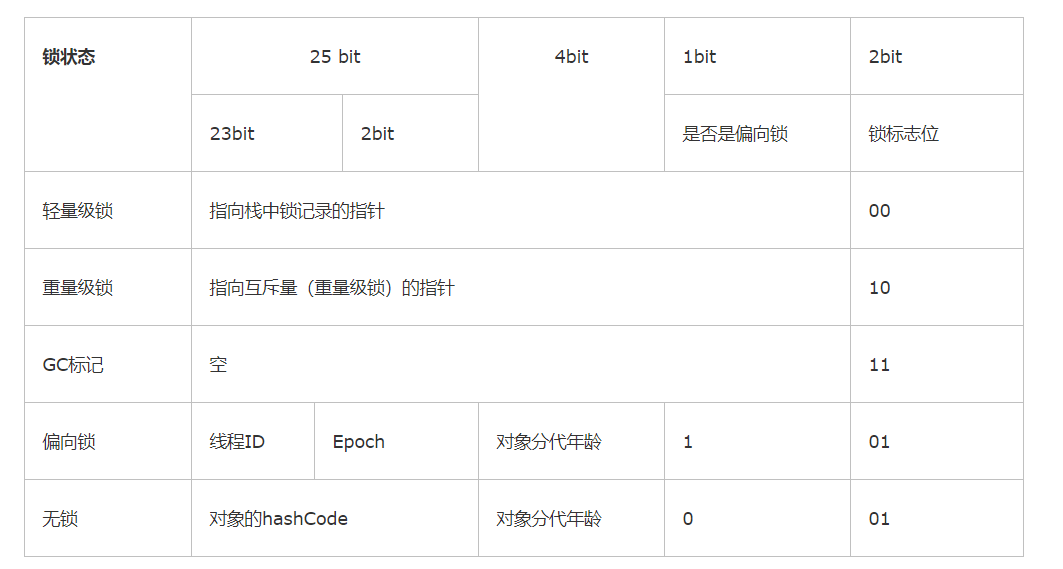 锁状态 25 bit 4bit 1bit 2bit
23bit 2bit 是否是偏向锁 锁标志位
轻量级锁 指向栈中锁记录的指针 00
重量级锁 指向互斥量（重量级锁）的指针 10
GC标记 空 11
偏向锁 线程ID Epoch 对象分代年龄 1 01
无锁 对象的hashCode 对象分代年龄 0 01